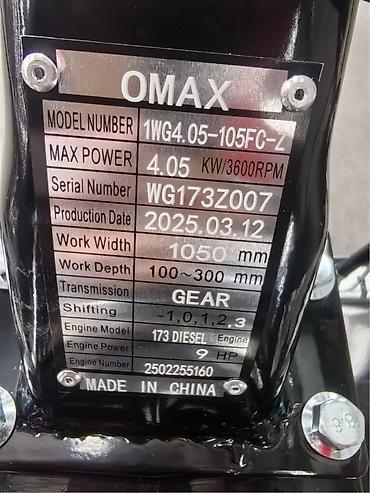 OMAX
MODEL NUMBER 1WG4.05-105FC-Z
MAX POWER 4.05 KW/3600RPM
Serial Number WG173Z007
Production Date 2025.03.12
Work Width 1050 mm
Work Depth 100~300 mm
Transmission GEAR
Shifting -1,0,1,2,3
Engine Model 173 DIESEL Engine
Engine Power 9 HP
Engine Number 2502255160
MADE IN CHINA